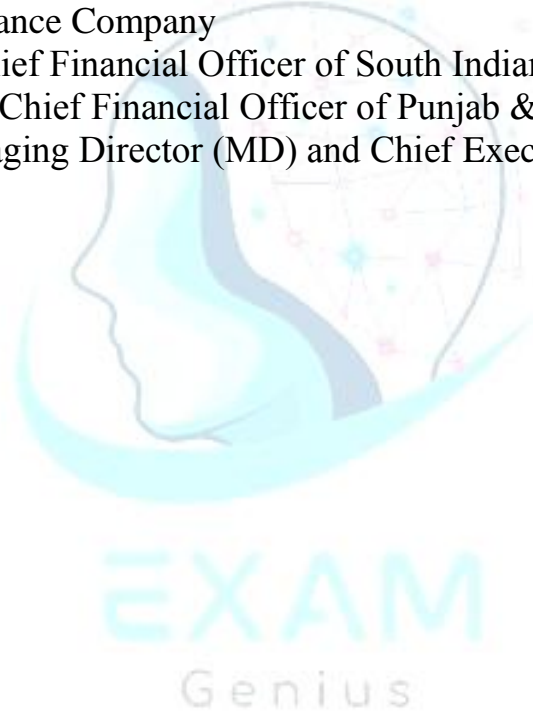 ance Company
ief Financial Officer of South Indian
Chief Financial Officer of Punjab &
aging Director (MD) and Chief Exec
EXAM
Genius